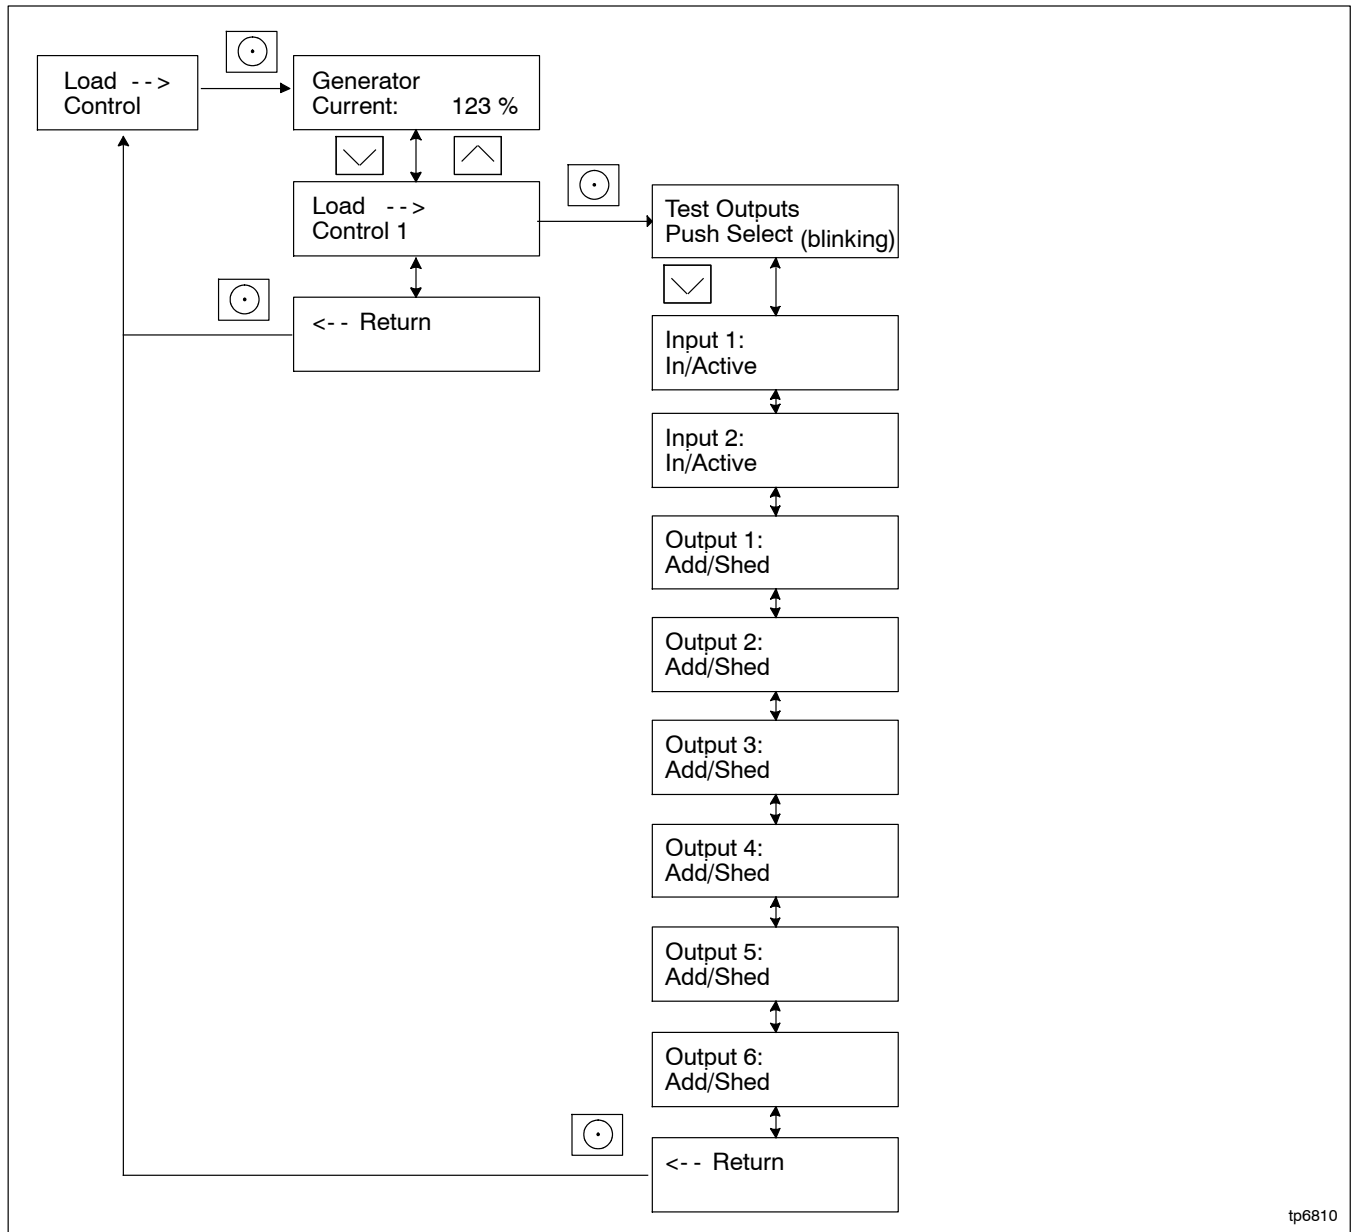 Load - - >
Control
Generator
Current: 123 %
Load - - >
Control 1
<- - Return
Test Outputs
Push Select (blinking)
Input 1:
In/Active
Input 2:
In/Active
Output 1:
Add/Shed
Output 2:
Add/Shed
Output 3:
Add/Shed
Output 4:
Add/Shed
Output 5:
Add/Shed
Output 6:
Add/Shed
<- - Return
tp6810